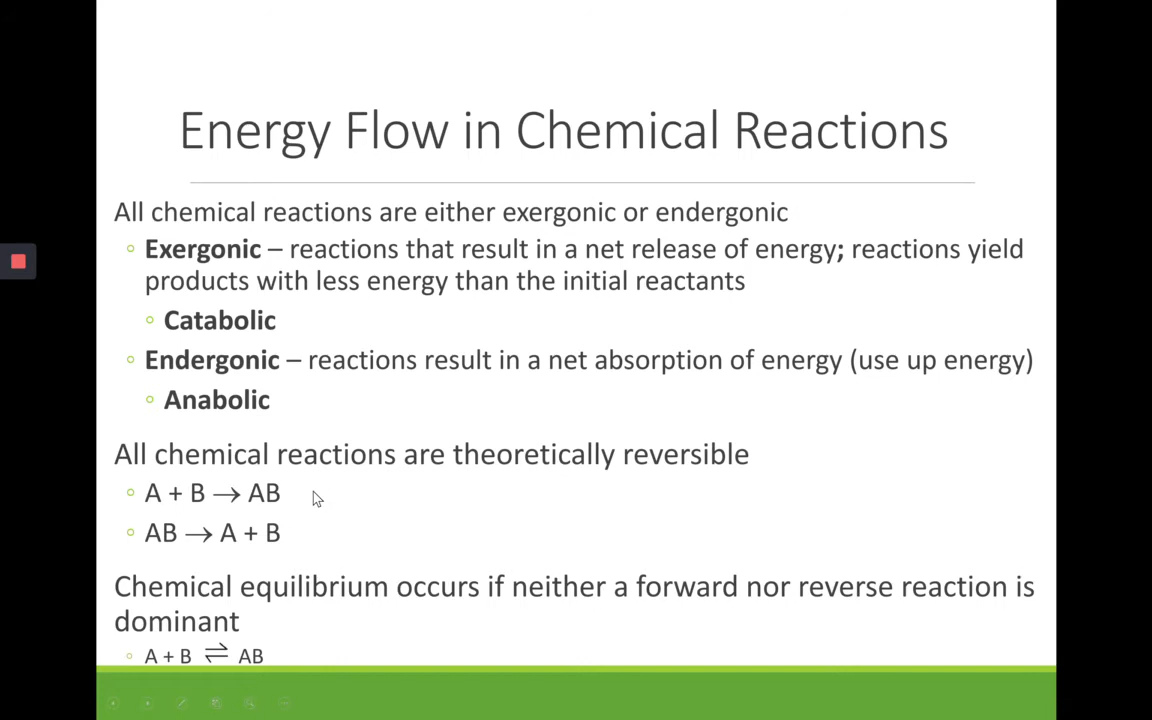 Energy Flow in Chemical Reactions
All chemical reactions are either exergonic or endergonic
◦ Exergonic – reactions that result in a net release of energy; reactions yield
products with less energy than the initial reactants
◦ Catabolic
◦ Endergonic – reactions result in a net absorption of energy (use up energy)
◦ Anabolic
All chemical reactions are theoretically reversible
◦ A + B → AB
◦ AB → A + B
Chemical equilibrium occurs if neither a forward nor reverse reaction is
dominant
◦ A + B ⇌ AB